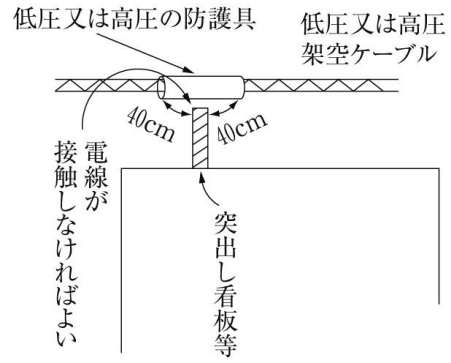 低圧又は高圧の防護具
低圧又は高圧
架空ケーブル
40cm
40cm
電線が
接触しなければよい
突出し看板等